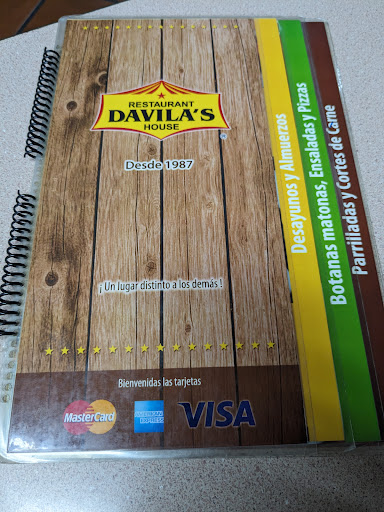 RESTAURANT
DAVILA'S
HOUSE
Desde 1987
¡ Un lugar distinto a los demás !
Bienvenidas las tarjetas
MasterCard
AMERICAN
EXPRESS
VISA
Desayunos y Almuerzos
Botanas matonas, Ensaladas y Pizzas
Parrilladas y Cortes de Carne